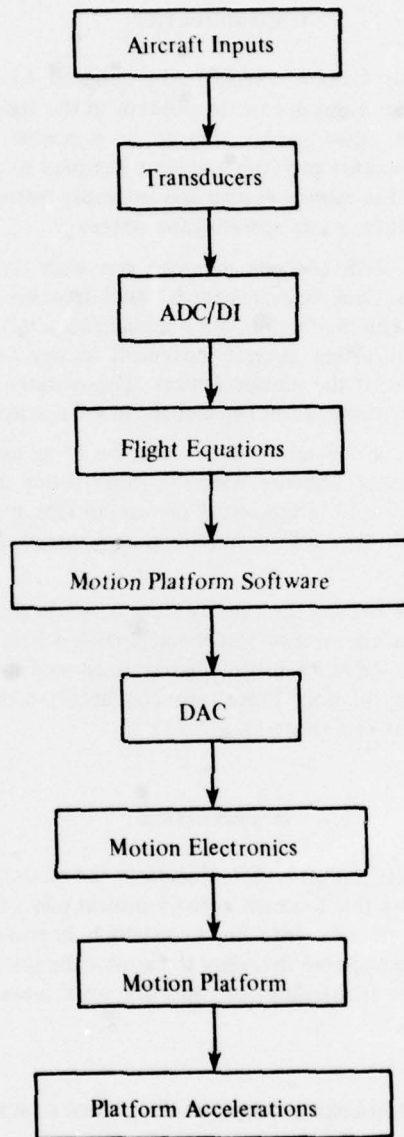 Aircraft Inputs
Transducers
ADC/DI
Flight Equations
Motion Platform Software
DAC
Motion Electronics
Motion Platform
Platform Accelerations